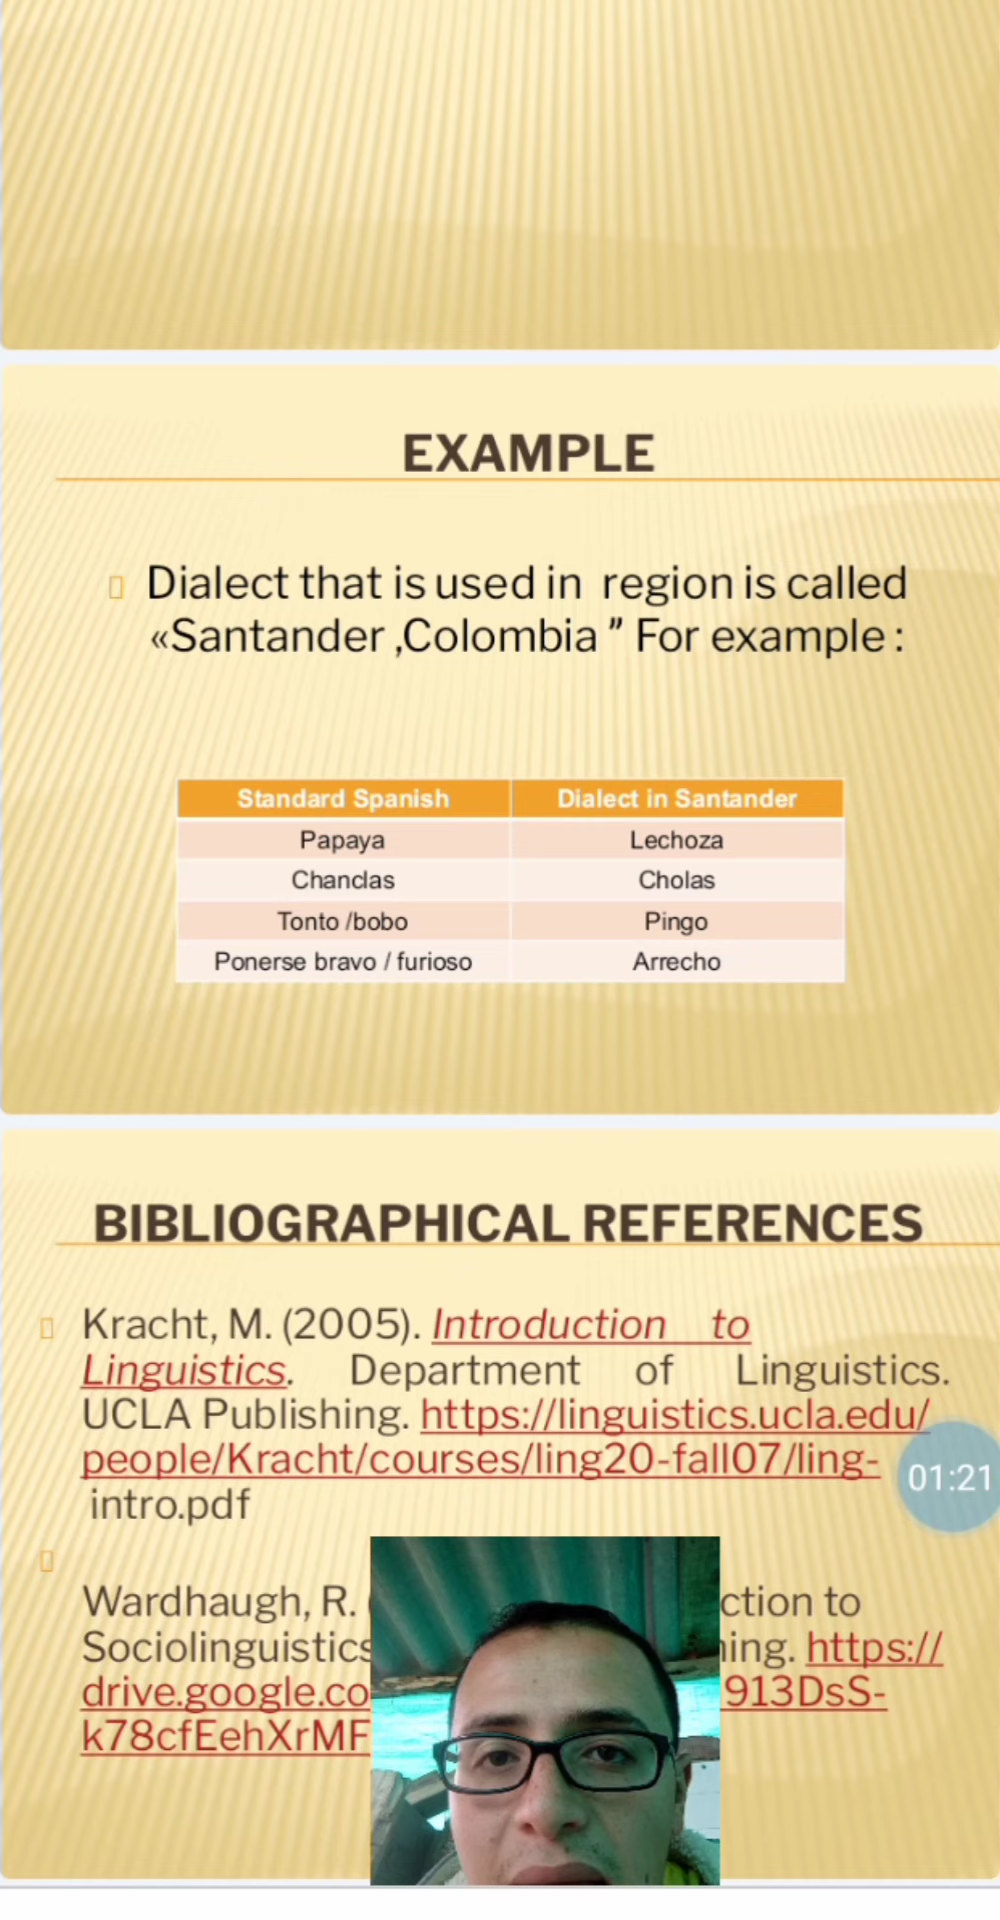 EXAMPLE
Dialect that is used in region is called
«Santander ,Colombia ” For example :
Standard Spanish Dialect in Santander
Papaya Lechoza
Chanclas Cholas
Tonto /bobo Pingo
Ponerse bravo / furioso Arrecho
BIBLIOGRAPHICAL REFERENCES
Kracht, M. (2005). Introduction to
Linguistics. Department of Linguistics.
UCLA Publishing. https://linguistics.ucla.edu/
people/Kracht/courses/ling20-fall07/ling-
intro.pdf
01:21
Wardhaugh, R. ction to
Sociolinguistics ing. https://
drive.google.co 913DsS-
k78cfEehXrMF